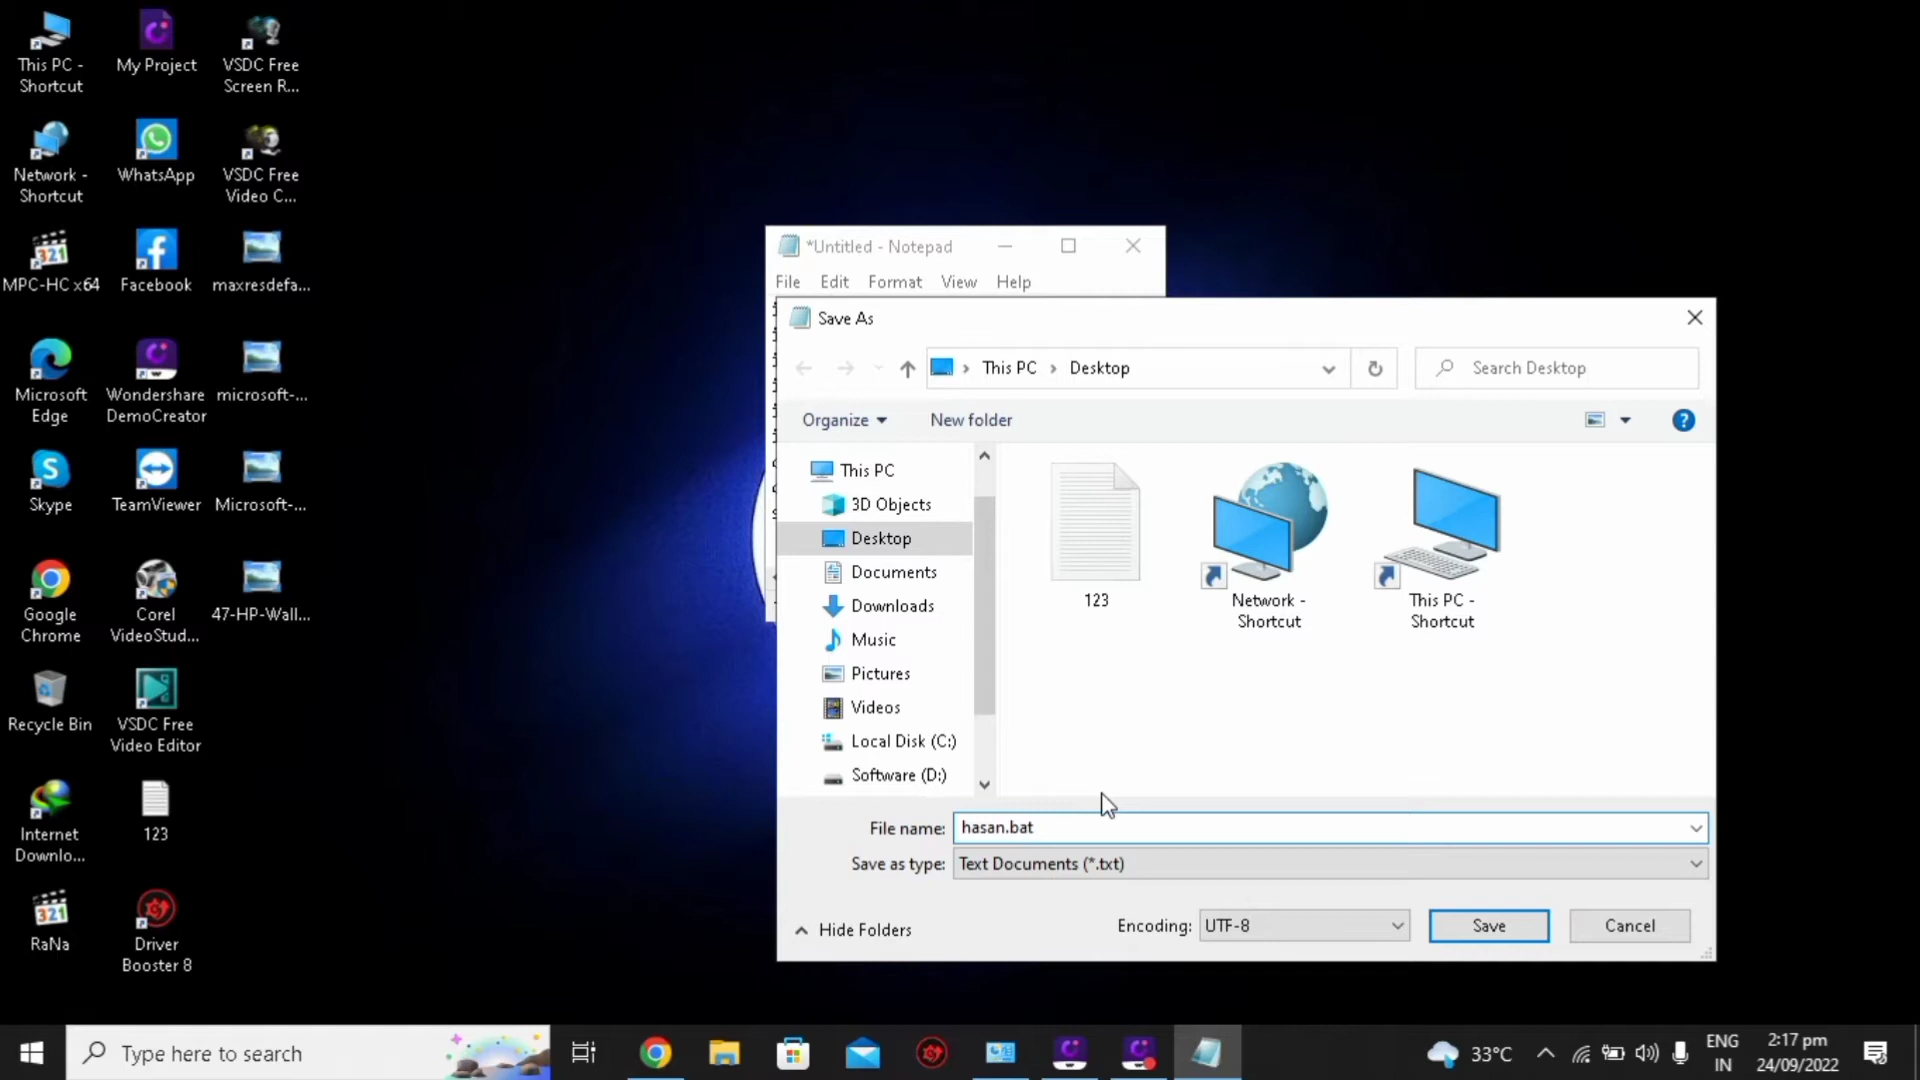 This PC -
Shortcut
My Project
VSDC Free
Screen R...
Network -
Shortcut
WhatsApp
VSDC Free
Video C...
321
MPC-HC x64
Facebook
maxresdefa...
Microsoft
Edge
Wondershare
DemoCreator
microsoft-...
Skype
TeamViewer
Microsoft-...
Google
Chrome
Corel
VideoStud...
47-HP-Wall...
Recycle Bin
VSDC Free
Video Editor
Internet
Downlo...
123
321
RaNa
Driver
Booster 8
*Untitled - Notepad
File Edit Format View Help
Save As
This PC > Desktop
Search Desktop
Organize
New folder
This PC
3D Objects
Desktop
Documents
Downloads
Music
Pictures
Videos
Local Disk (C:)
Software (D:)
123
Network -
Shortcut
This PC -
Shortcut
File name: hasan.bat
Save as type: Text Documents (*.txt)
Hide Folders
Encoding: UTF-8
Save
Cancel
Type here to search
33°C
ENG
IN
2:17 pm
24/09/2022